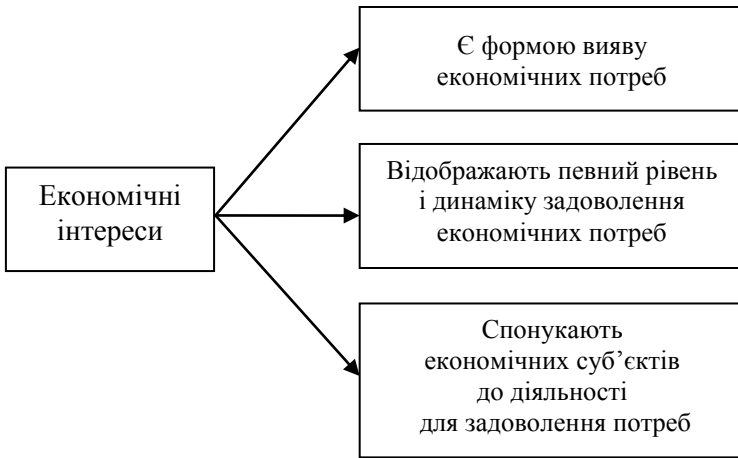 Економічні
інтереси
Є формою вияву
економічних потреб
Відображають певний рівень
і динаміку задоволення
економічних потреб
Спонукають
економічних суб’єктів
до діяльності
для задоволення потреб